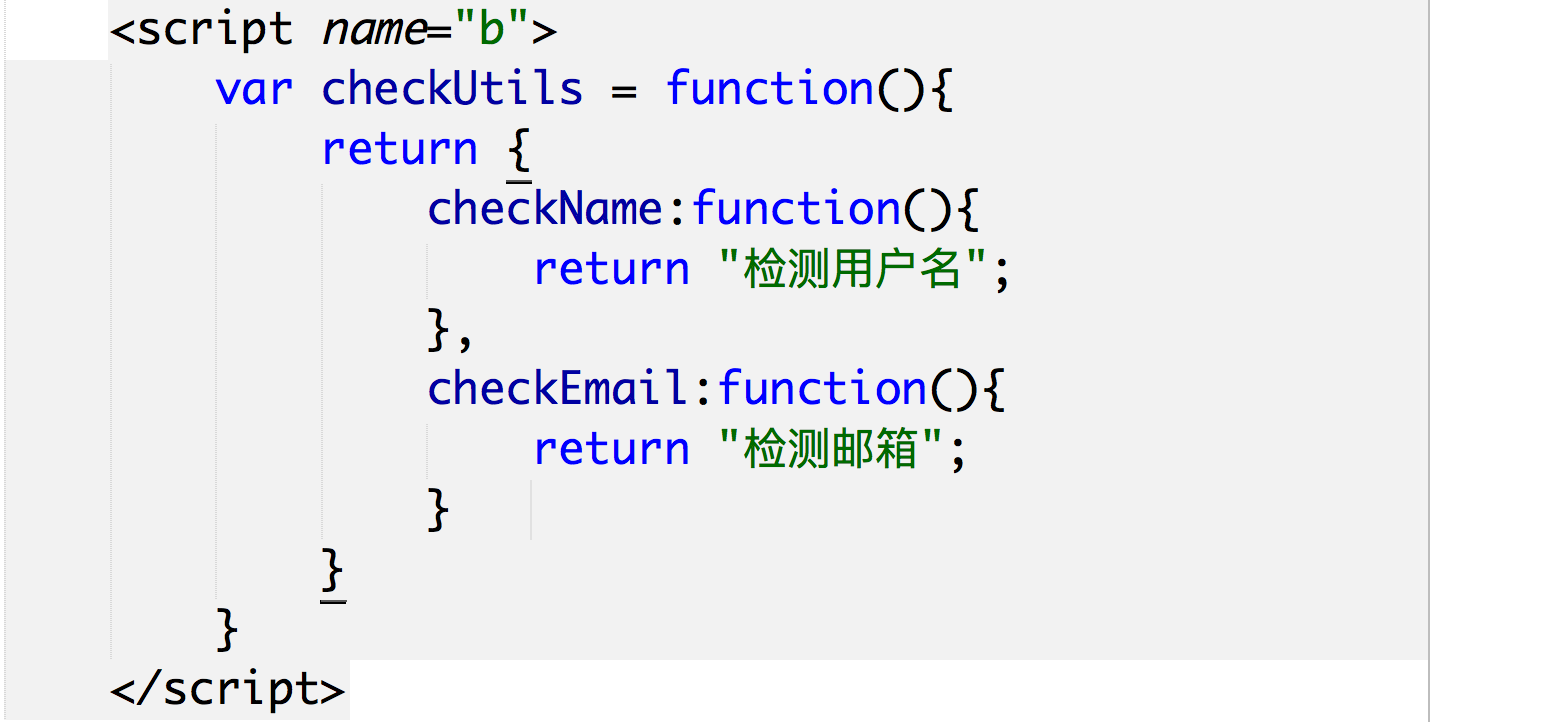 <script name="b">
var checkUtils = function(){
return {
checkName:function(){
return "检测用户名";
},
checkEmail:function(){
return "检测邮箱";
}
}
}
</script>